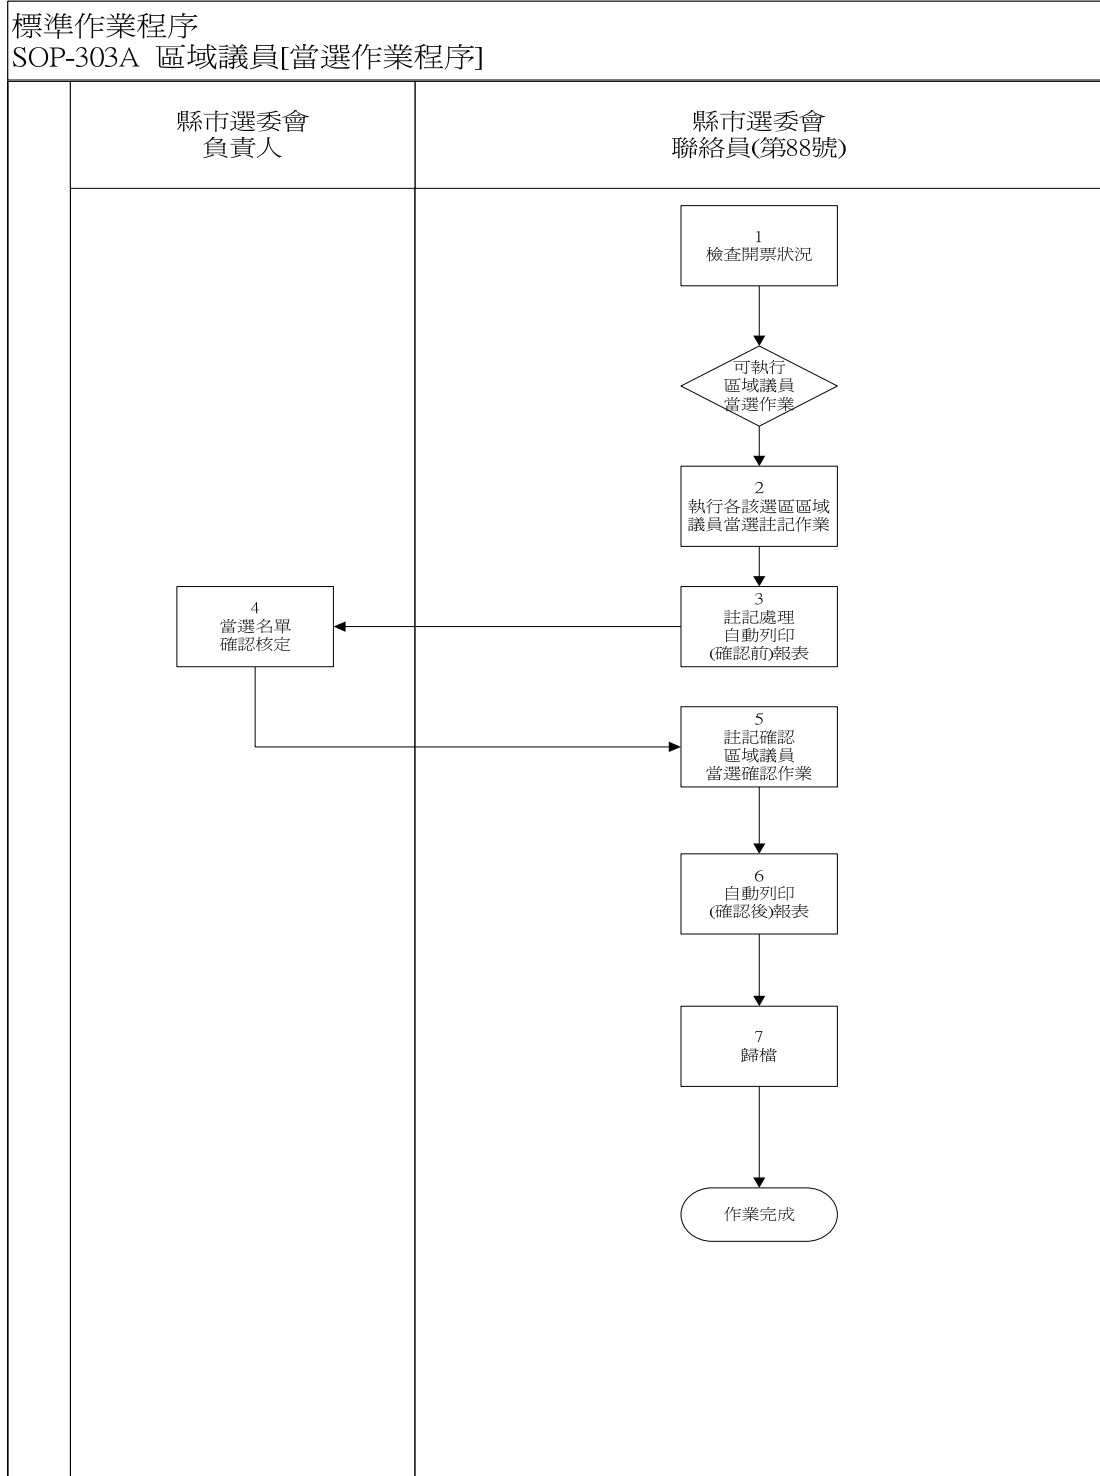 標準作業程序
SOP-303A 區域議員[當選作業程序]
縣市選委會
負責人
縣市選委會
聯絡員(第88號)
1
檢查開票狀況
可執行
區域議員
當選作業
2
執行各該選區區域
議員當選註記作業
3
註記處理
自動列印
(確認前)報表
4
當選名單
確認核定
5
註記確認
區域議員
當選確認作業
6
自動列印
(確認後)報表
7
歸檔
作業完成